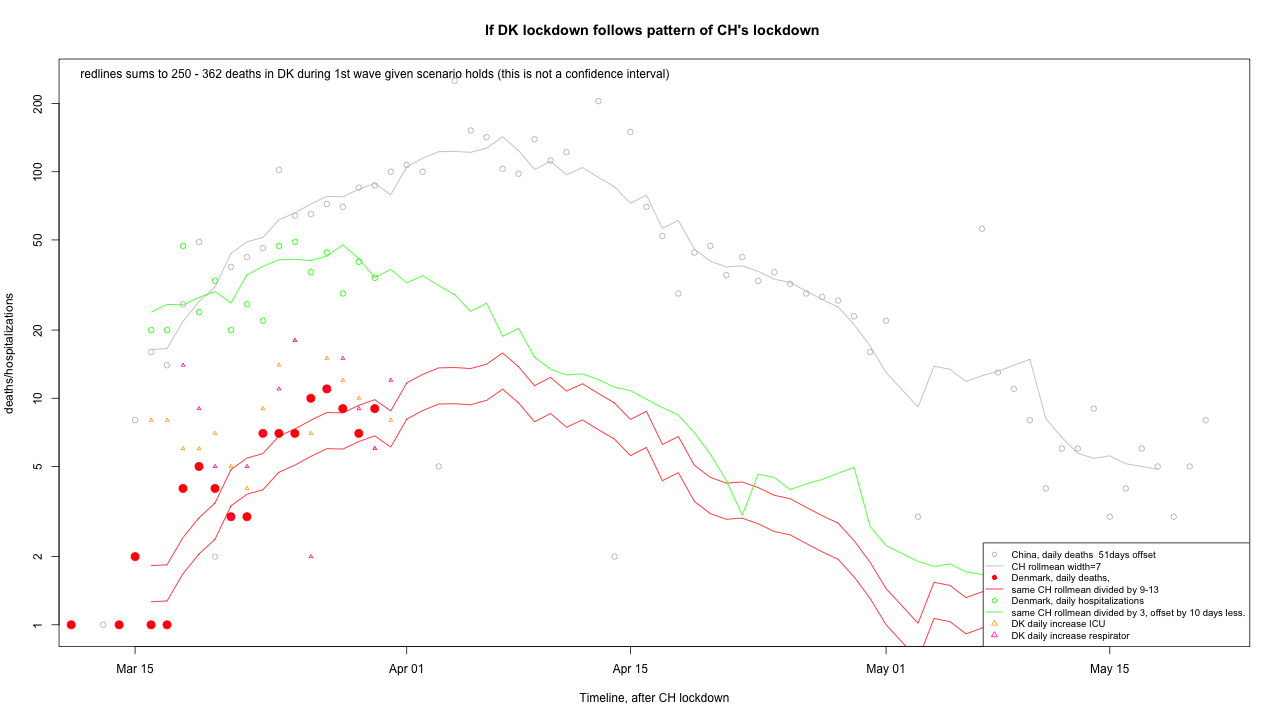 If DK lockdown follows pattern of CH's lockdown
redlines sums to 250 - 362 deaths in DK during 1st wave given scenario holds (this is not a confidence interval)
deaths/hospitalizations
200
100
50
20
10
5
2
1
China, daily deaths  51days offset
CH rollmean width=7
Denmark, daily deaths,
same CH rollmean divided by 9-13
Denmark, daily hospitalizations
same CH rollmean divided by 3, offset by 10 days less.
DK daily increase ICU
DK daily increase respirator
Mar 15
Apr 01
Apr 15
May 01
May 15
Timeline, after CH lockdown